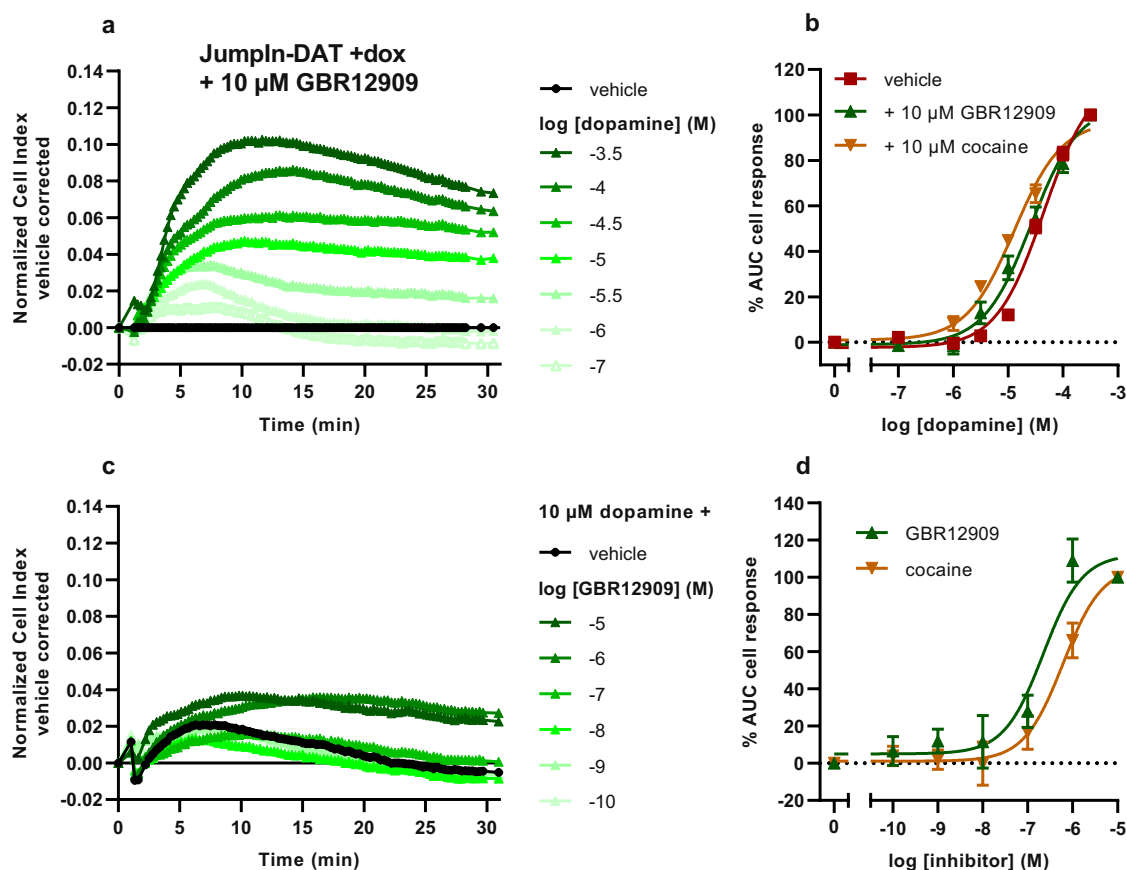 a
JumpIn-DAT +dox
+ 10 µM GBR12909
Normalized Cell Index
vehicle corrected
0.14
0.12
0.10
0.08
0.06
0.04
0.02
0.00
-0.02
0 5 10 15 20 25 30
Time (min)
vehicle
log [dopamine] (M)
-3.5
-4
-4.5
-5
-5.5
-6
-7
b
% AUC cell response
120
100
80
60
40
20
0
vehicle
+ 10 µM GBR12909
+ 10 µM cocaine
0 -7 -6 -5 -4 -3
log [dopamine] (M)
c
Normalized Cell Index
vehicle corrected
0.14
0.12
0.10
0.08
0.06
0.04
0.02
0.00
-0.02
0 5 10 15 20 25 30
Time (min)
10 µM dopamine +
vehicle
log [GBR12909] (M)
-5
-6
-7
-8
-9
-10
d
% AUC cell response
140
120
100
80
60
40
20
0
-20
GBR12909
cocaine
0 -10 -9 -8 -7 -6 -5
log [inhibitor] (M)